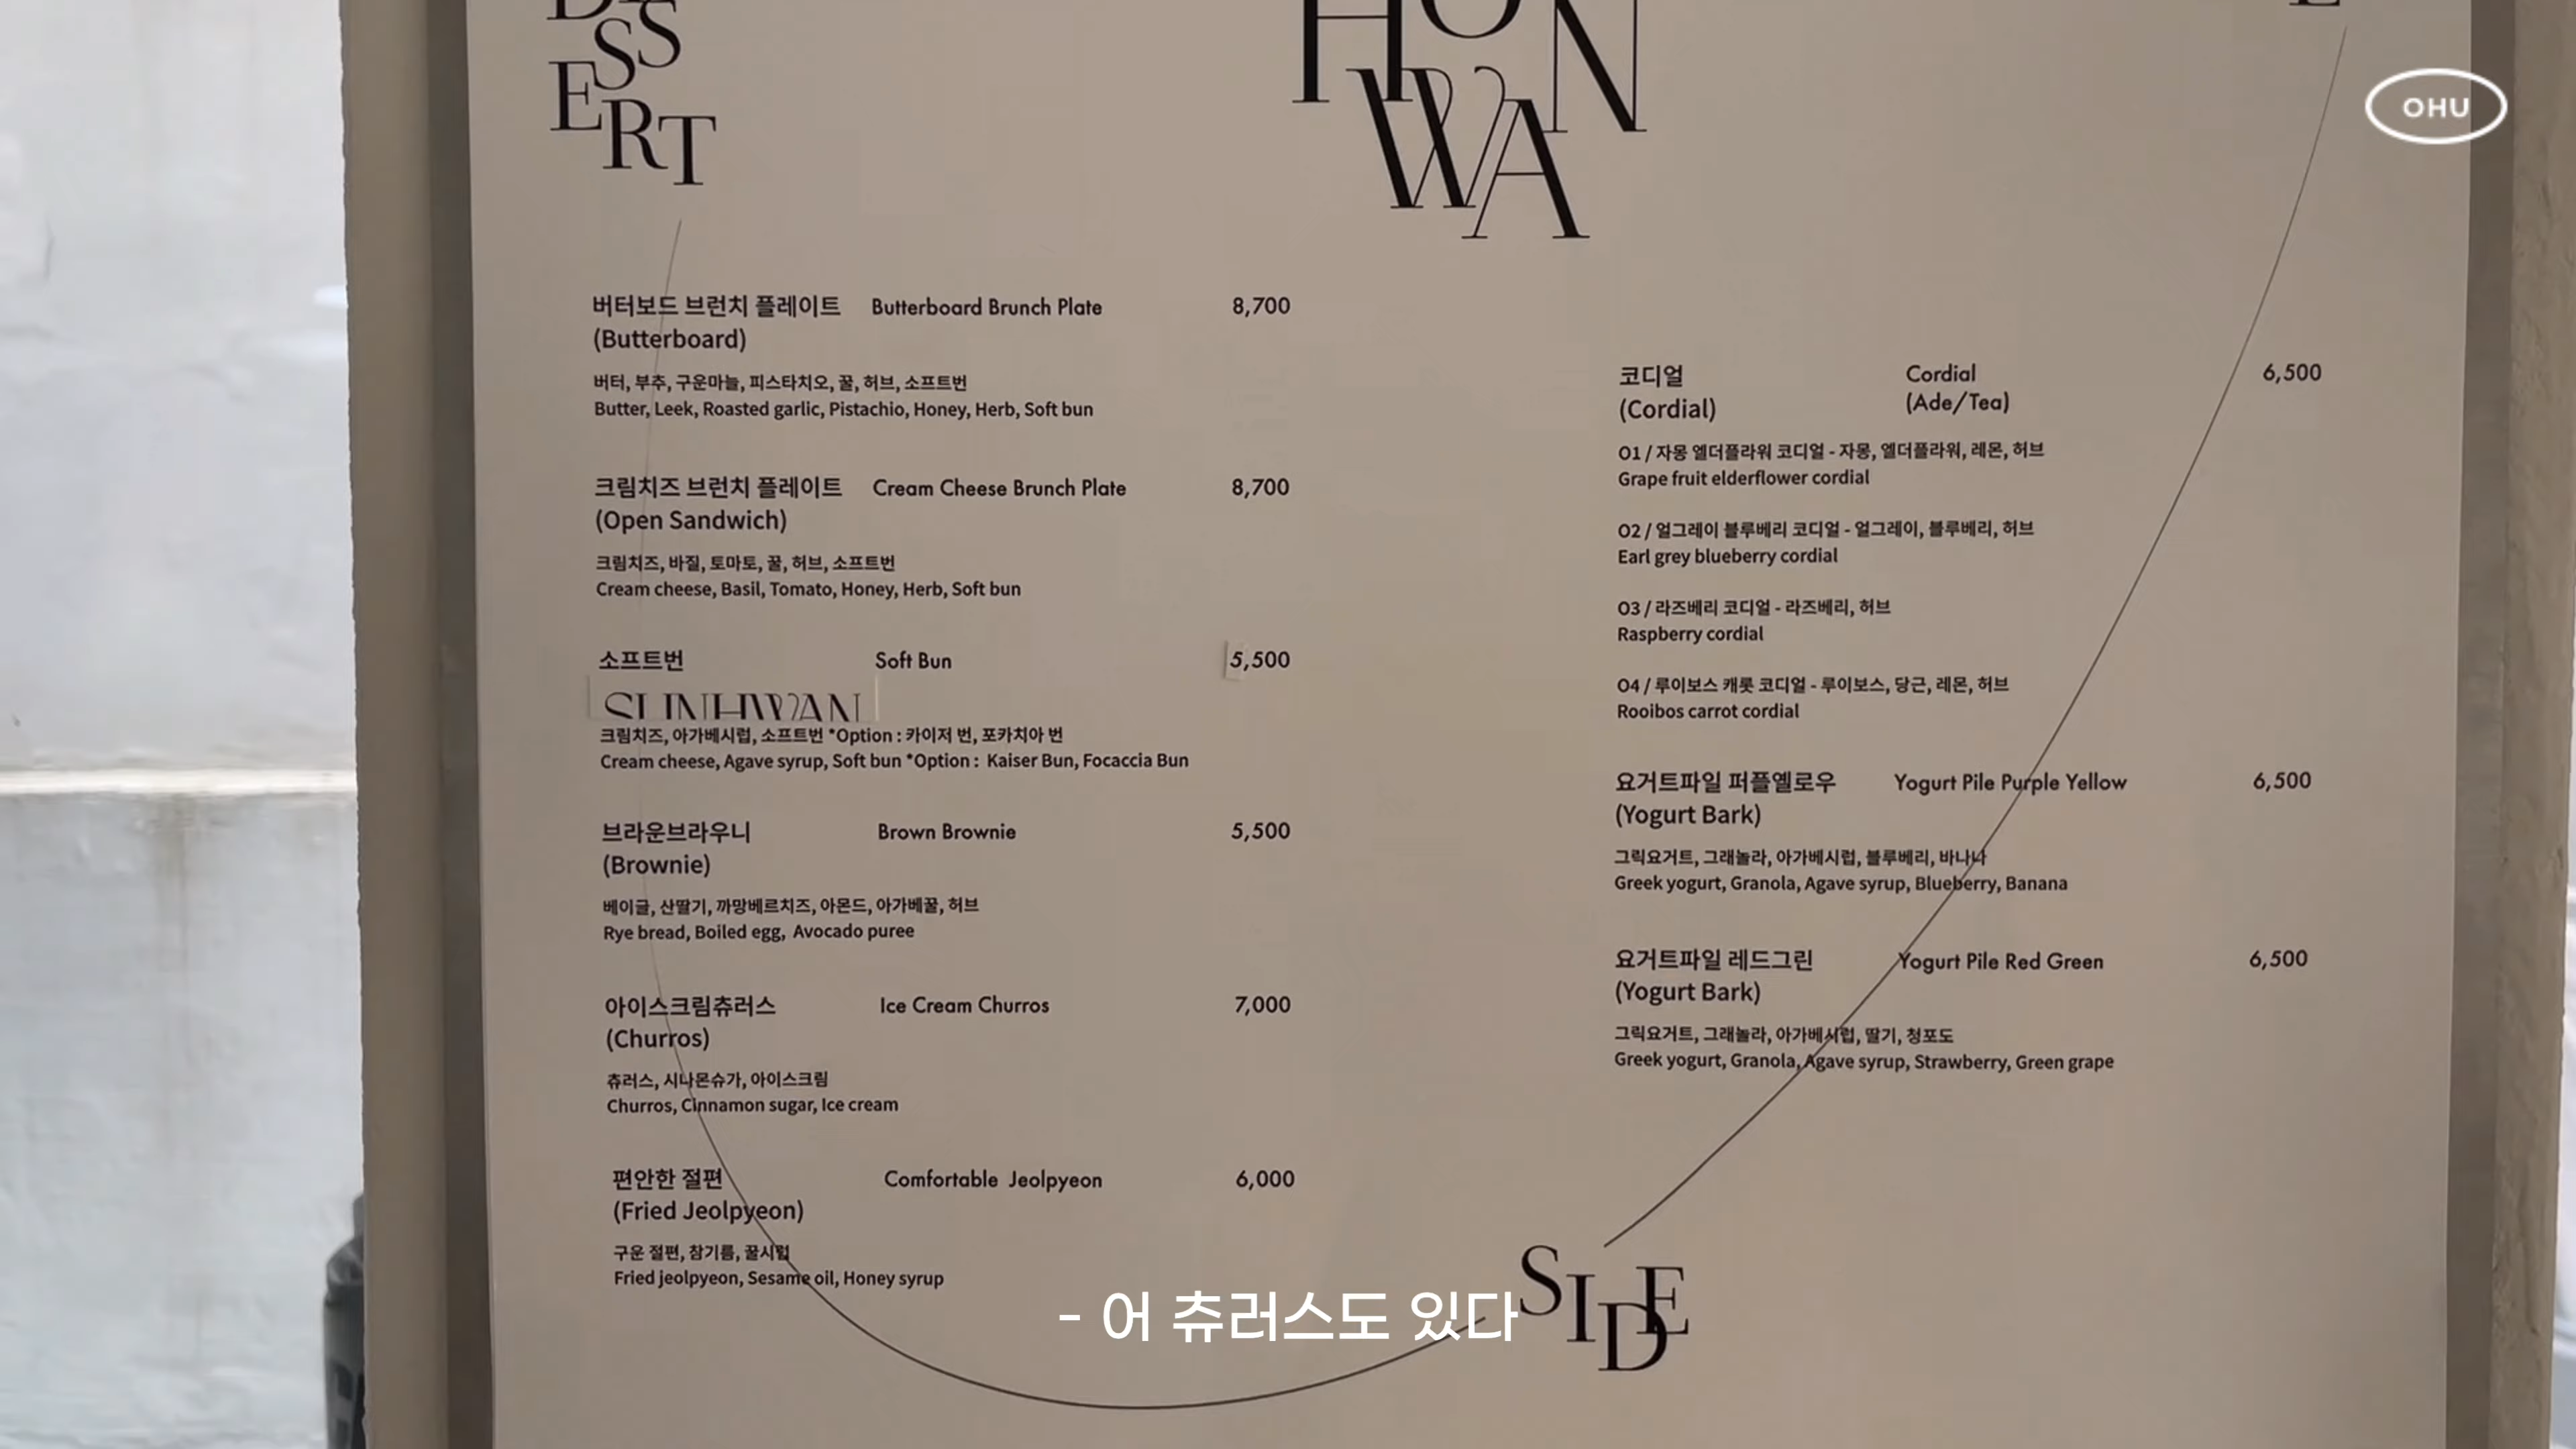 DESSERT
HON
WA
OHU
버터보드 브런치 플레이트 Butterboard Brunch Plate 8,700
(Butterboard)
버터, 부추, 구운마늘, 피스타치오, 꿀, 허브, 소프트번
Butter, Leek, Roasted garlic, Pistachio, Honey, Herb, Soft bun
크림치즈 브런치 플레이트 Cream Cheese Brunch Plate 8,700
(Open Sandwich)
크림치즈, 바질, 토마토, 꿀, 허브, 소프트번
Cream cheese, Basil, Tomato, Honey, Herb, Soft bun
소프트번 Soft Bun 5,500
SUNHWAN
크림치즈, 아가베시럽, 소프트번 *Option : 카이저 번, 포카치아 번
Cream cheese, Agave syrup, Soft bun *Option : Kaiser Bun, Focaccia Bun
브라운브라우니 Brown Brownie 5,500
(Brownie)
베이글, 산딸기, 까망베르치즈, 아몬드, 아가베꿀, 허브
Rye bread, Boiled egg, Avocado puree
아이스크림츄러스 Ice Cream Churros 7,000
(Churros)
츄러스, 시나몬슈가, 아이스크림
Churros, Cinnamon sugar, Ice cream
편안한 절편 Comfortable Jeolpyeon 6,000
(Fried Jeolpyeon)
구운 절편, 참기름, 꿀시럽
Fried jeolpyeon, Sesame oil, Honey syrup
코디얼 Cordial 6,500
(Cordial) (Ade/Tea)
01 / 자몽 엘더플라워 코디얼 - 자몽, 엘더플라워, 레몬, 허브
Grape fruit elderflower cordial
02 / 얼그레이 블루베리 코디얼 - 얼그레이, 블루베리, 허브
Earl grey blueberry cordial
03 / 라즈베리 코디얼 - 라즈베리, 허브
Raspberry cordial
04 / 루이보스 캐롯 코디얼 - 루이보스, 당근, 레몬, 허브
Rooibos carrot cordial
요거트파일 퍼플옐로우 Yogurt Pile Purple Yellow 6,500
(Yogurt Bark)
그릭요거트, 그래놀라, 아가베시럽, 블루베리, 바나나
Greek yogurt, Granola, Agave syrup, Blueberry, Banana
요거트파일 레드그린 Yogurt Pile Red Green 6,500
(Yogurt Bark)
그릭요거트, 그래놀라, 아가베시럽, 딸기, 청포도
Greek yogurt, Granola, Agave syrup, Strawberry, Green grape
SIDE
- 어 츄러스도 있다